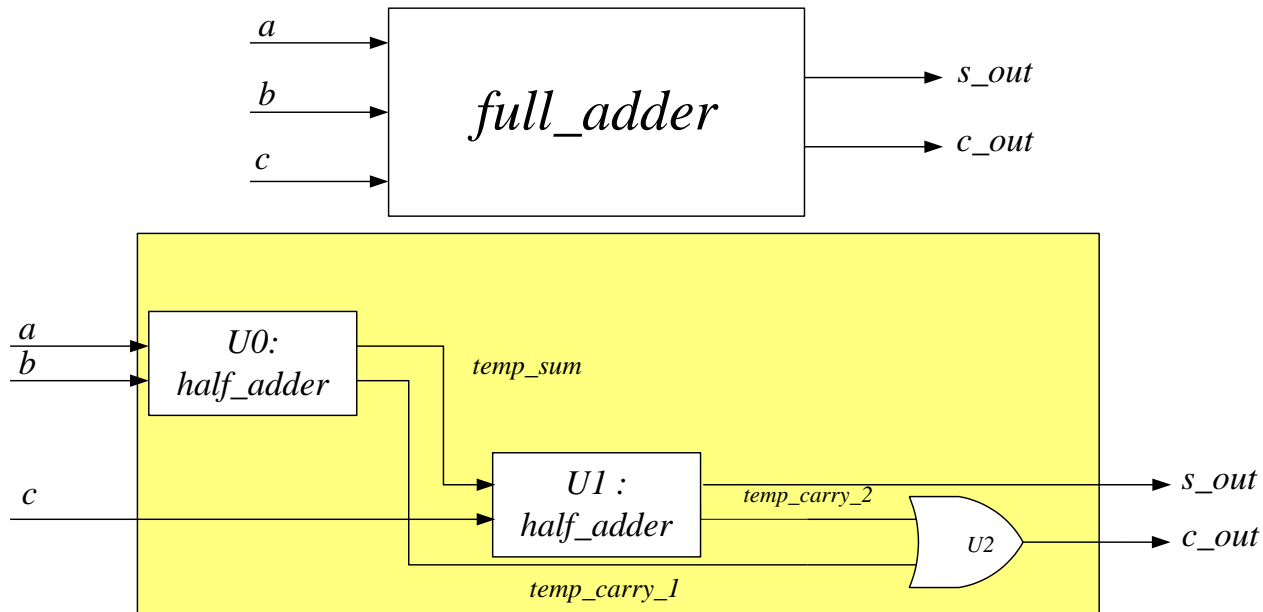 a
b
c
full_adder
s_out
c_out
a
b
c
U0:
half_adder
temp_sum
U1 :
half_adder
temp_carry_2
temp_carry_1
U2
s_out
c_out